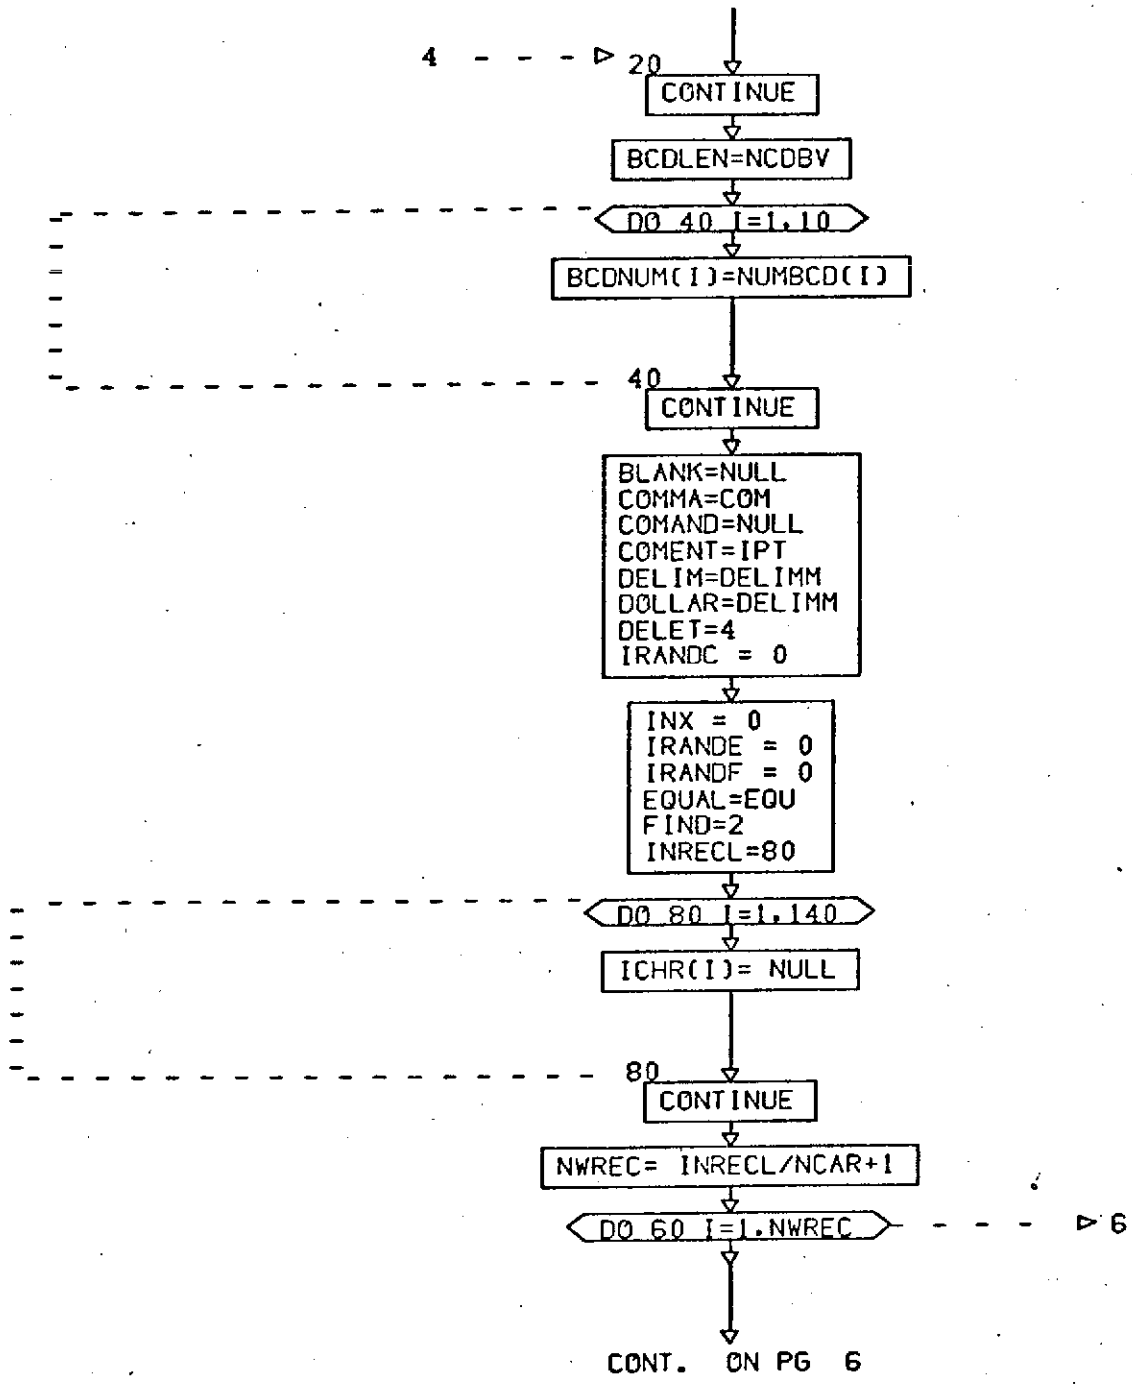 4
20
CONTINUE
BCDLEN=NCDBV
DO 40 I=1,10
BCDNUM(I)=NUMBCD(I)
40
CONTINUE
BLANK=NULL
COMMA=COM
COMAND=NULL
COMENT=IPT
DELIM=DELIMM
DOLLAR=DELIMM
DELET=4
IRANDC = 0
INX = 0
IRANDE = 0
IRANDF = 0
EQUAL=EQU
FIND=2
INRECL=80
DO 80 I=1,140
ICHR(I)= NULL
80
CONTINUE
NWREC= INRECL/NCAR+1
DO 60 I=1,NWREC
6
CONT. ON PG 6